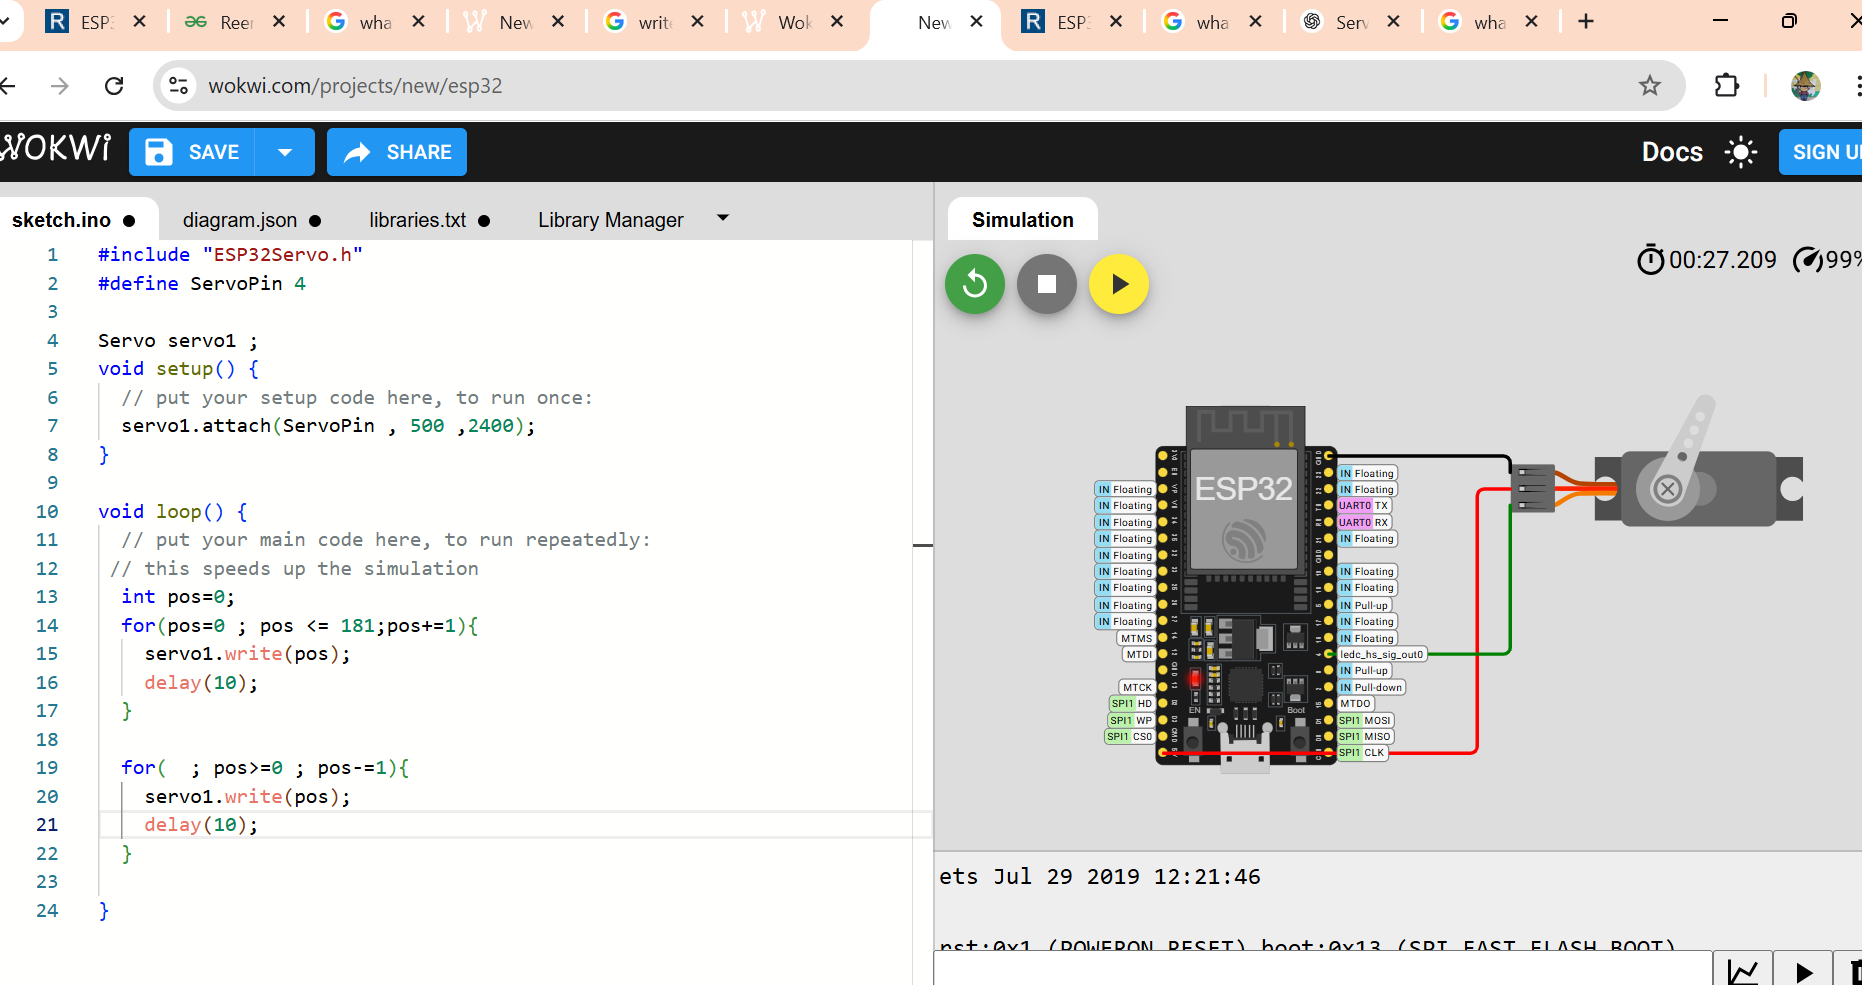 ESP3
Reer
wha
New
write
Wok
New
ESP3
wha
Serv
wha
wokwi.com/projects/new/esp32
WOKWi
SAVE
SHARE
Docs
SIGN U
sketch.ino ●
diagram.json ●
libraries.txt ●
Library Manager
Simulation
00:27.209
99%
1 #include "ESP32Servo.h"
2 #define ServoPin 4
3
4 Servo servo1 ;
5 void setup() {
6 // put your setup code here, to run once:
7 servo1.attach(ServoPin , 500 ,2400);
8 }
9
10 void loop() {
11 // put your main code here, to run repeatedly:
12 // this speeds up the simulation
13 int pos=0;
14 for(pos=0 ; pos <= 181;pos+=1){
15 servo1.write(pos);
16 delay(10);
17 }
18
19 for(  ; pos>=0 ; pos-=1){
20 servo1.write(pos);
21 delay(10);
22 }
23
24 }
ESP32
IN Floating
IN Floating
IN Floating
IN Floating
IN Floating
IN Floating
IN Floating
IN Floating
IN Floating
MTMS
MTDI
MTCK
SPI1 HD
SPI1 WP
SPI1 CS0
EN
Boot
IN Floating
IN Floating
UART0 TX
UART0 RX
IN Floating
IN Floating
IN Floating
IN Pull-up
IN Floating
IN Floating
ledc_hs_sig_out0
IN Pull-up
IN Pull-down
MTDO
SPI1 MOSI
SPI1 MISO
SPI1 CLK
ets Jul 29 2019 12:21:46
rst:0x1 (POWERON_RESET),boot:0x13 (SPI_FAST_FLASH_BOOT)